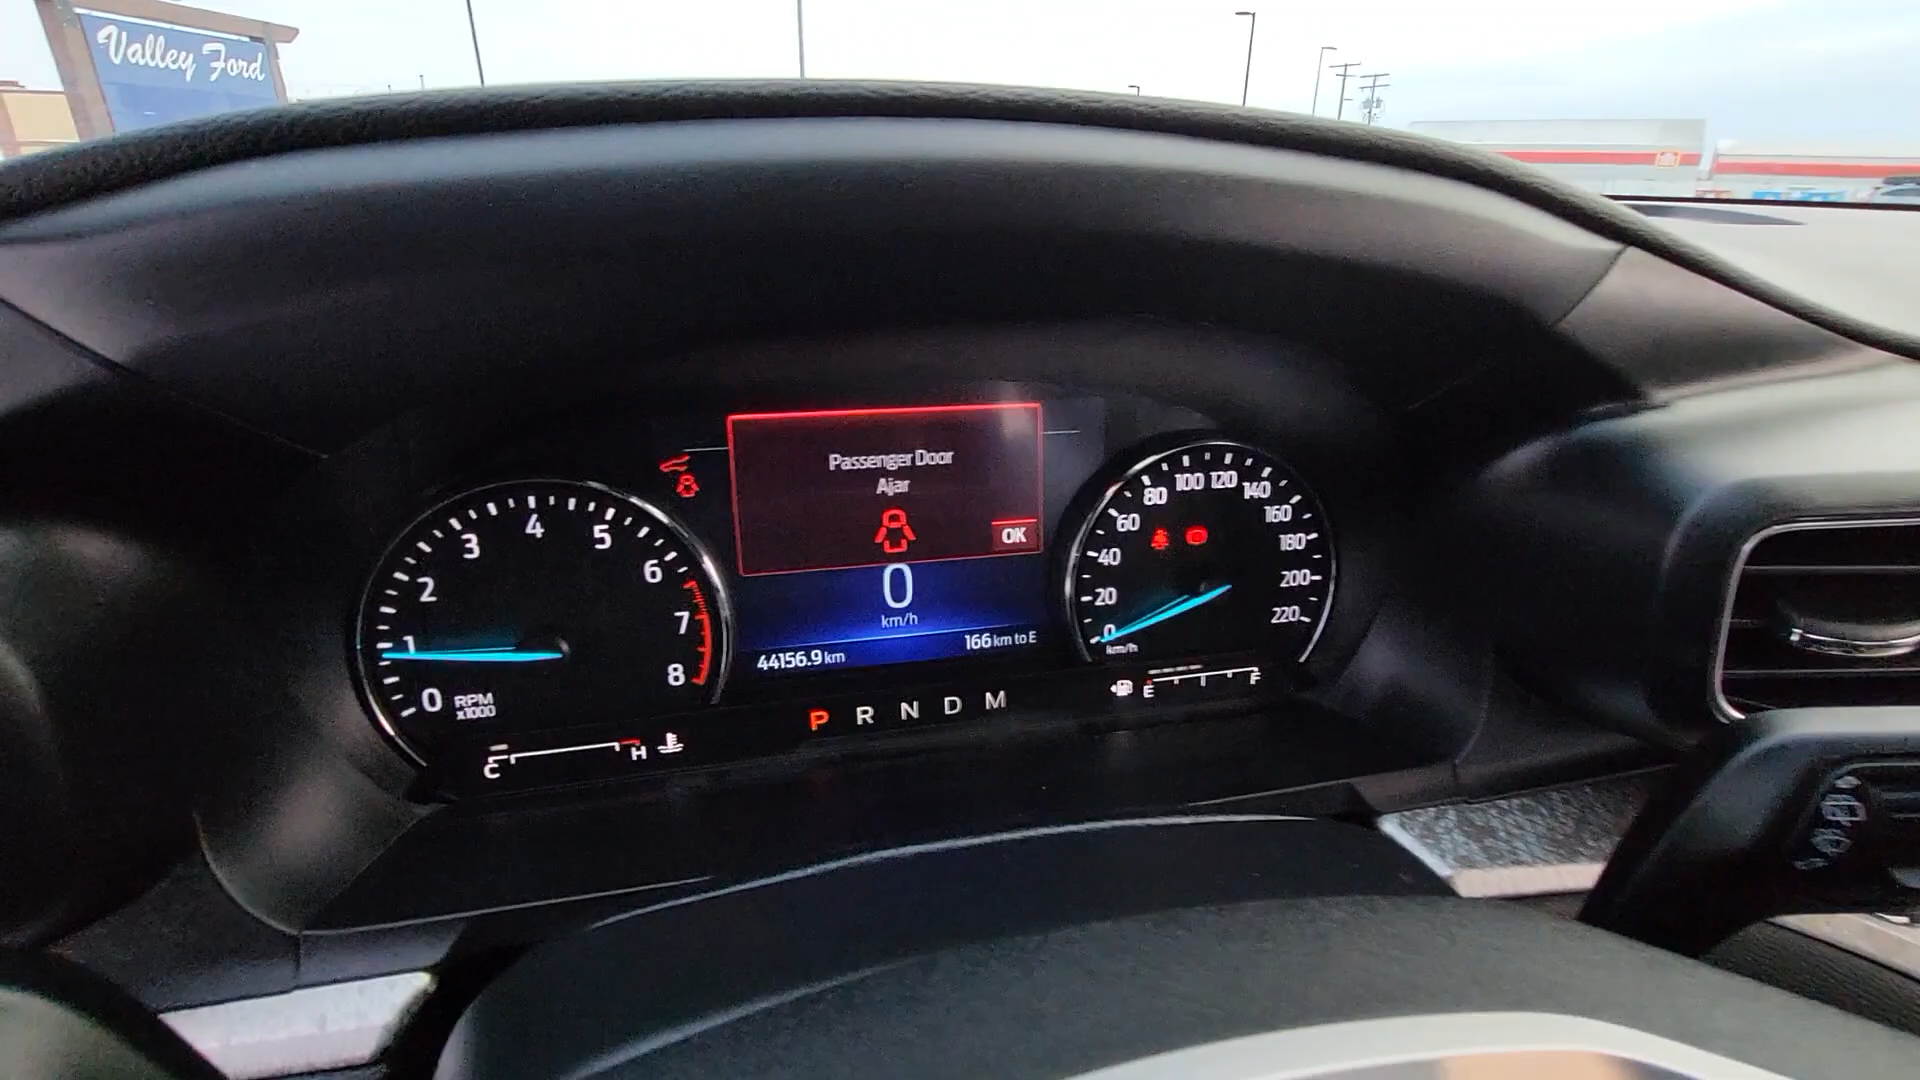 Valley Ford
Passenger Door
Ajar
OK
0
km/h
44156.9 km
166 km to E
P R N D M
0 1 2 3 4 5 6 7 8
RPM
x1000
C H
0 20 40 60 80 100 120 140 160 180 200 220
km/h
E F